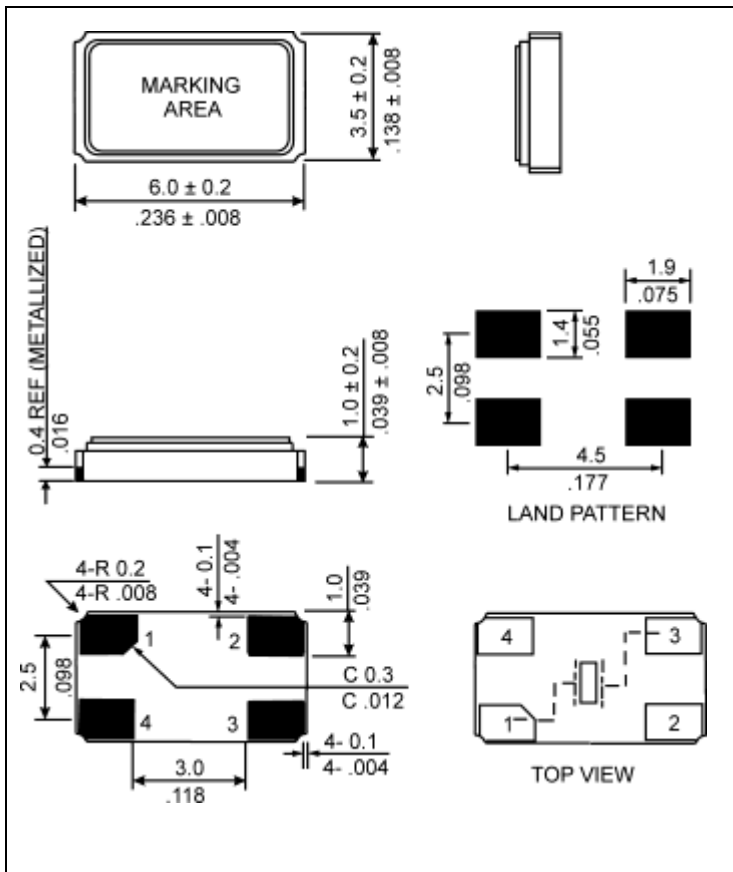 MARKING
AREA
3.5 ± 0.2
.138 ± .008
6.0 ± 0.2
.236 ± .008
0.4 REF (METALLIZED)
.016
1.0 ± 0.2
.039 ± .008
1.9
.075
1.4
.055
2.5
.098
4.5
.177
LAND PATTERN
4-R 0.2
4-R .008
4- 0.1
4- .004
1.0
.039
1
2
2.5
.098
C 0.3
C .012
4
3
4- 0.1
4- .004
3.0
.118
4
3
1
2
TOP VIEW